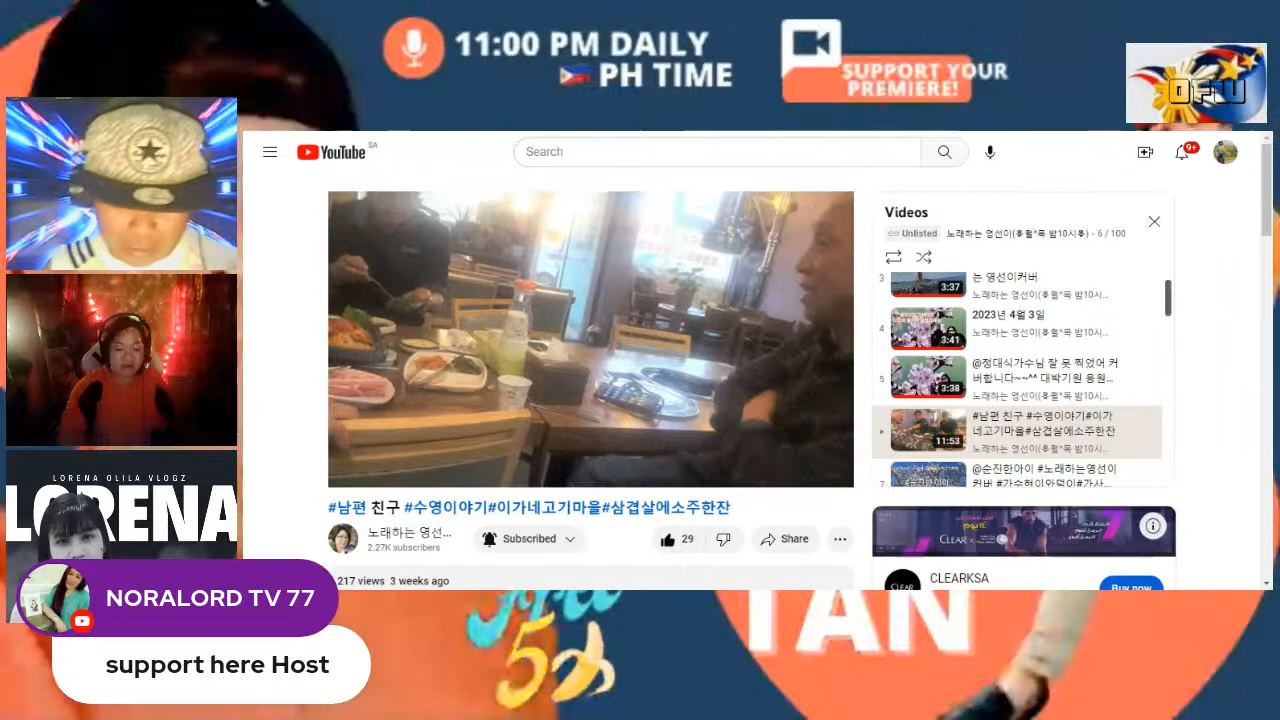 11:00 PM DAILY
PH TIME
SUPPORT YOUR
PREMIERE!
OFW
YouTube SA
Search
9+
Videos
Unlisted
노래하는 영선이(🌷월*목 밤10시🌷) - 6 / 100
3
3:37
는 영선이커버
노래하는 영선이(🌷월*목 밤10시...
4
3:41
2023년 4월 3일
노래하는 영선이(🌷월*목 밤10시...
5
3:38
@정대식가수님 잘 못 찍었어 커
버합니다~~^^ 대박기원 응원...
노래하는 영선이(🌷월*목 밤10시...
11:53
#남편 친구 #수영이야기#이가
네고기마을#삼겹살에소주한잔
노래하는 영선이(🌷월*목 밤10시...
7
@순진한아이 #노래하는영선이
#남편 친구 #수영이야기#이가네고기마을#삼겹살에소주한잔
노래하는 영선...
2.27K subscribers
Subscribed
29
Share
217 views 3 weeks ago
CLEAR
CLEARKSA
Buy now
LORENA OLILA VLOGZ
LORENA
NORALORD TV 77
support here Host
TAN